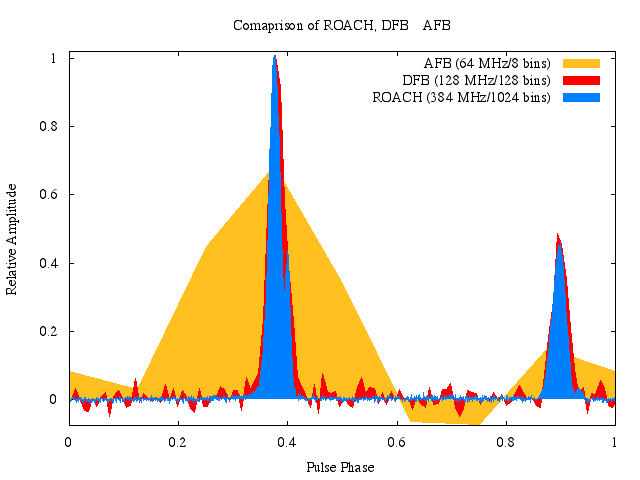 Comaprison of ROACH, DFB AFB
AFB (64 MHz/8 bins)
DFB (128 MHz/128 bins)
ROACH (384 MHz/1024 bins)
Relative Amplitude
1
0.8
0.6
0.4
0.2
0
0
0.2
0.4
0.6
0.8
1
Pulse Phase